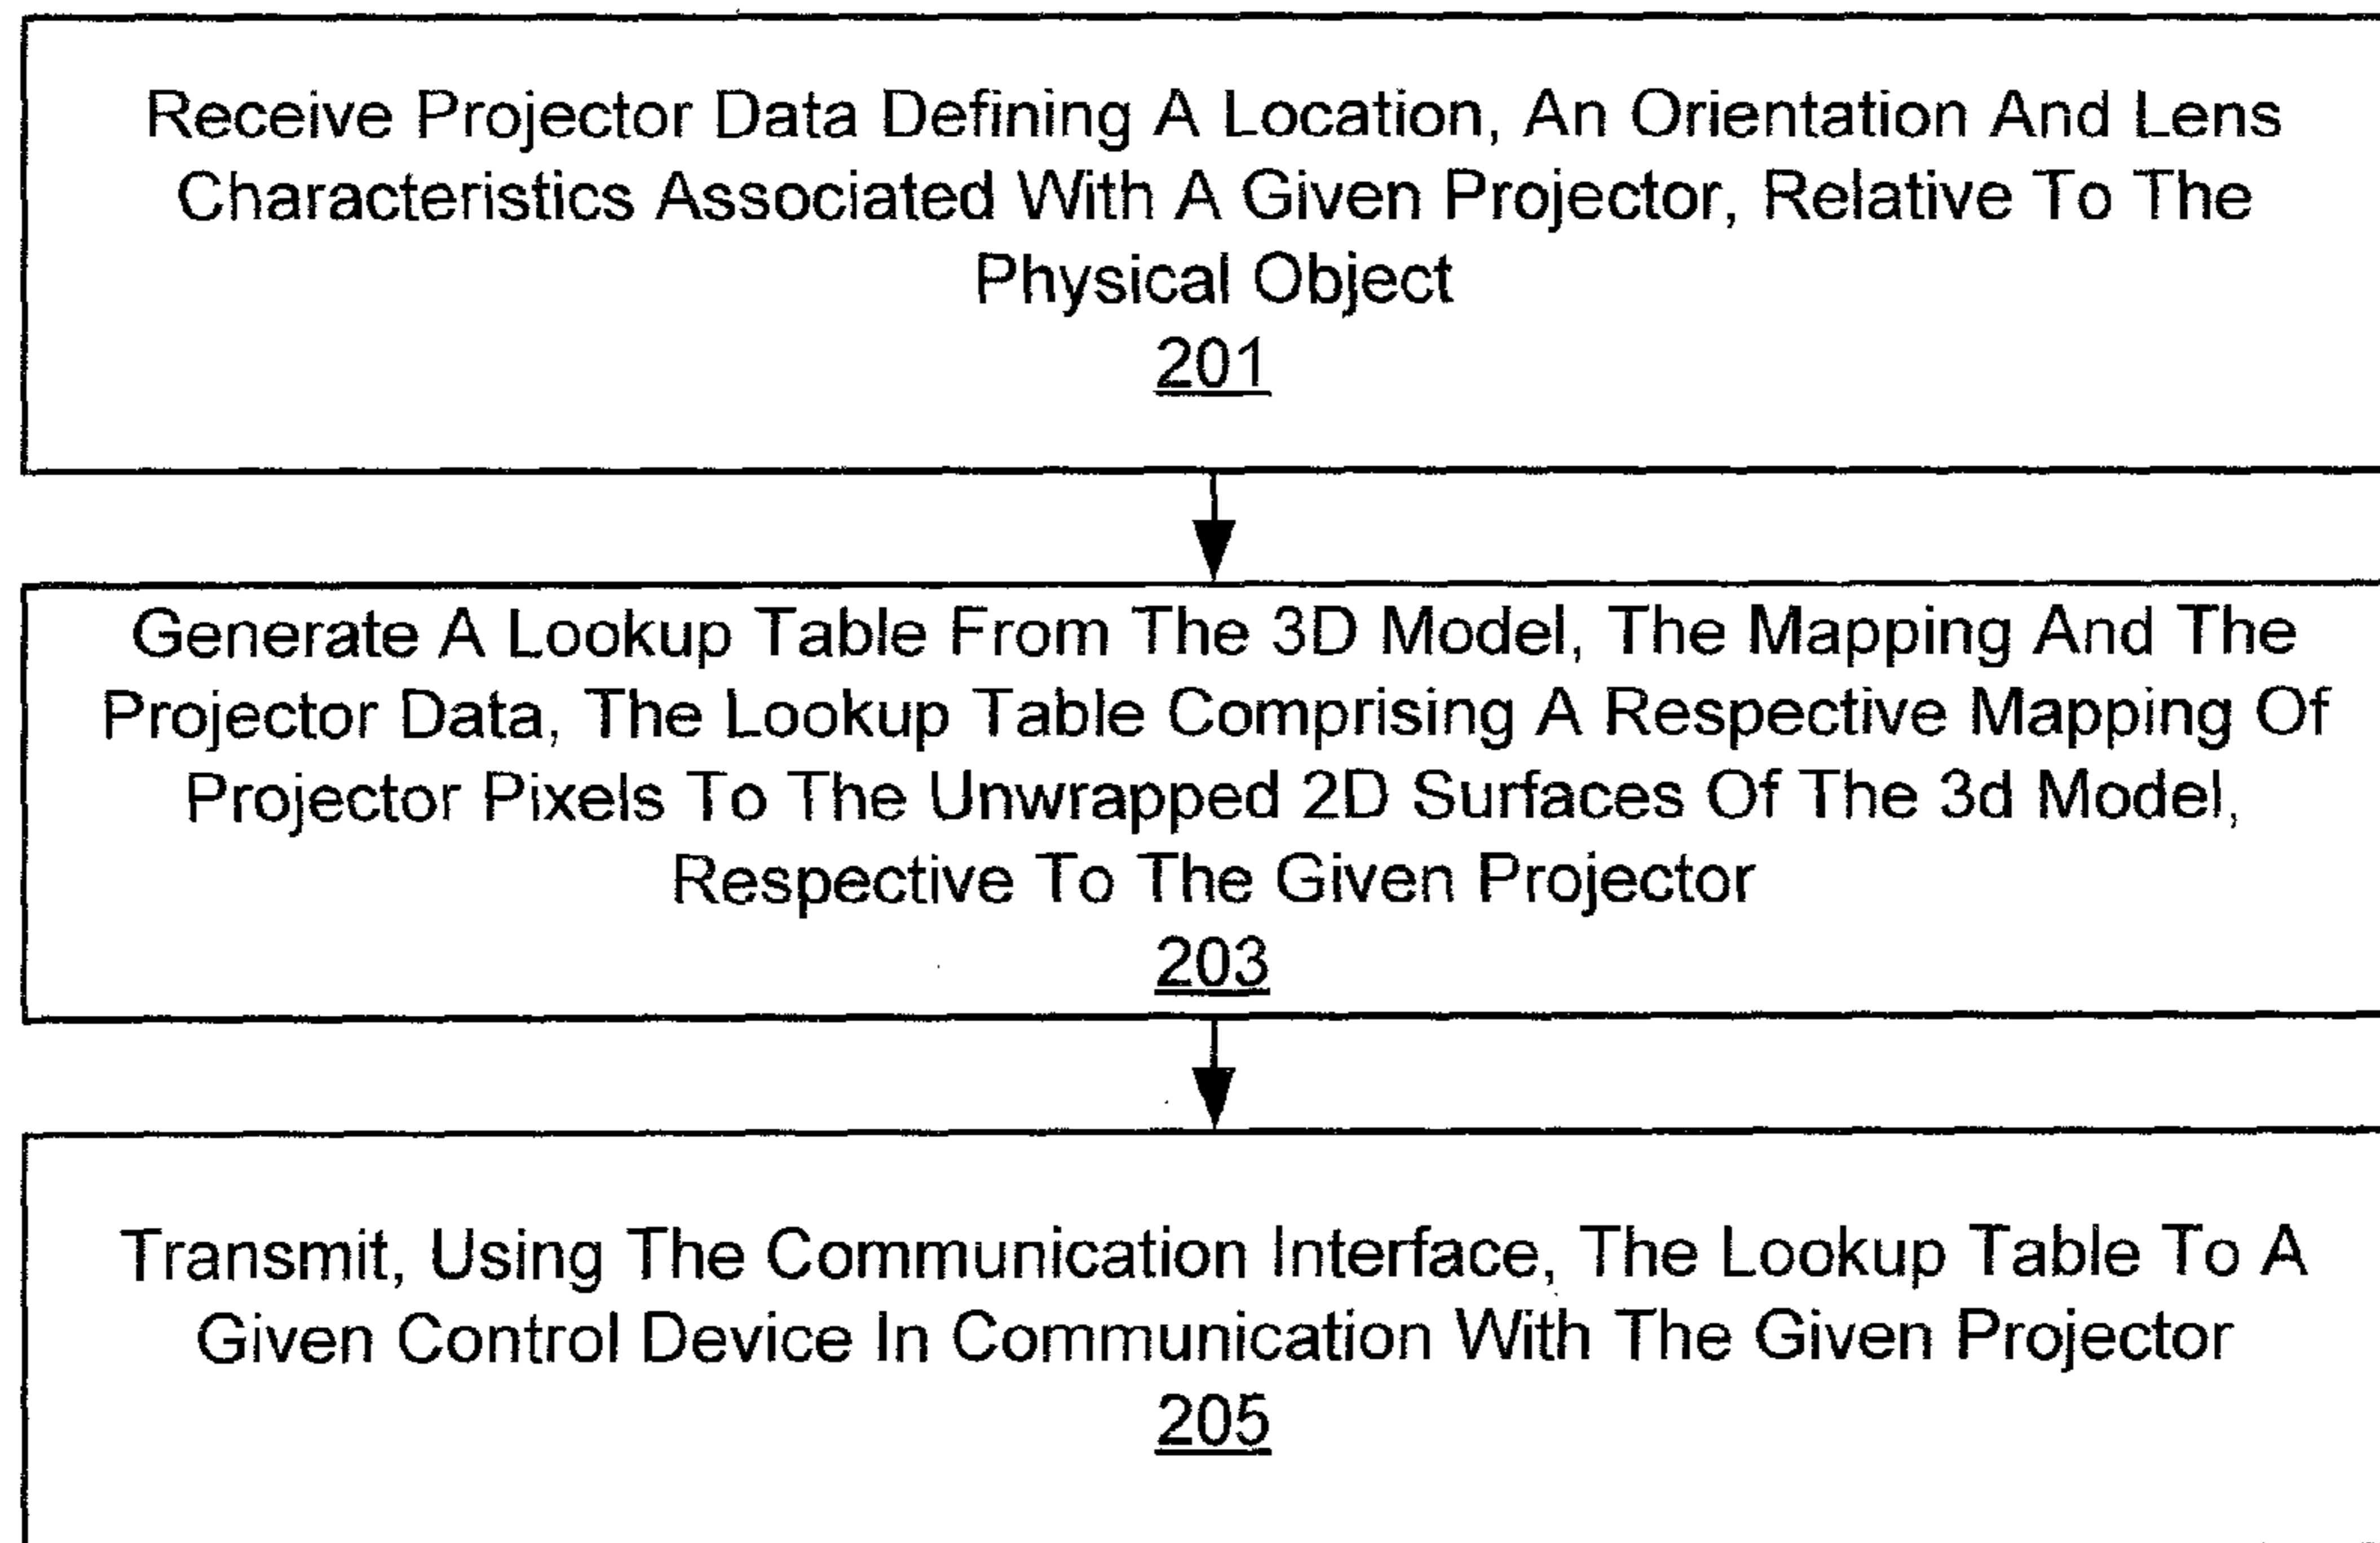 Receive Projector Data Defining A Location, An Orientation And Lens
Characteristics Associated With A Given Projector, Relative To The
Physical Object
201
Generate A Lookup Table From The 3D Model, The Mapping And The
Projector Data, The Lookup Table Comprising A Respective Mapping Of
Projector Pixels To The Unwrapped 2D Surfaces Of The 3d Model,
Respective To The Given Projector
203
Transmit, Using The Communication Interface, The Lookup Table To A
Given Control Device In Communication With The Given Projector
205